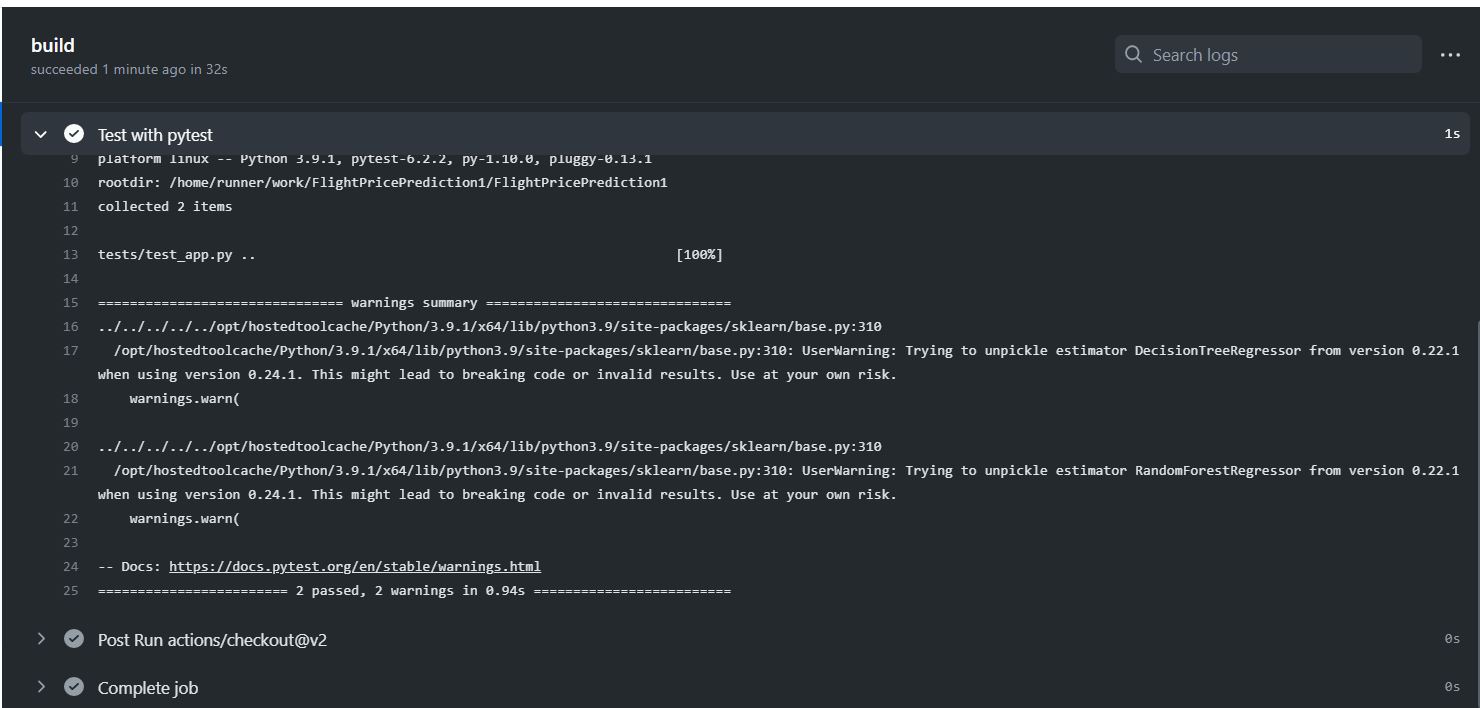 build
succeeded 1 minute ago in 32s
Search logs
Test with pytest 1s
9 platform linux -- Python 3.9.1, pytest-6.2.2, py-1.10.0, pluggy-0.13.1
10 rootdir: /home/runner/work/FlightPricePrediction1/FlightPricePrediction1
11 collected 2 items
12
13 tests/test_app.py .. [100%]
14
15 =============================== warnings summary ===============================
16 ../../../../../opt/hostedtoolcache/Python/3.9.1/x64/lib/python3.9/site-packages/sklearn/base.py:310
17 /opt/hostedtoolcache/Python/3.9.1/x64/lib/python3.9/site-packages/sklearn/base.py:310: UserWarning: Trying to unpickle estimator DecisionTreeRegressor from version 0.22.1
when using version 0.24.1. This might lead to breaking code or invalid results. Use at your own risk.
18 warnings.warn(
19
20 ../../../../../opt/hostedtoolcache/Python/3.9.1/x64/lib/python3.9/site-packages/sklearn/base.py:310
21 /opt/hostedtoolcache/Python/3.9.1/x64/lib/python3.9/site-packages/sklearn/base.py:310: UserWarning: Trying to unpickle estimator RandomForestRegressor from version 0.22.1
when using version 0.24.1. This might lead to breaking code or invalid results. Use at your own risk.
22 warnings.warn(
23
24 -- Docs: https://docs.pytest.org/en/stable/warnings.html
25 ======================== 2 passed, 2 warnings in 0.94s =========================
Post Run actions/checkout@v2 0s
Complete job 0s